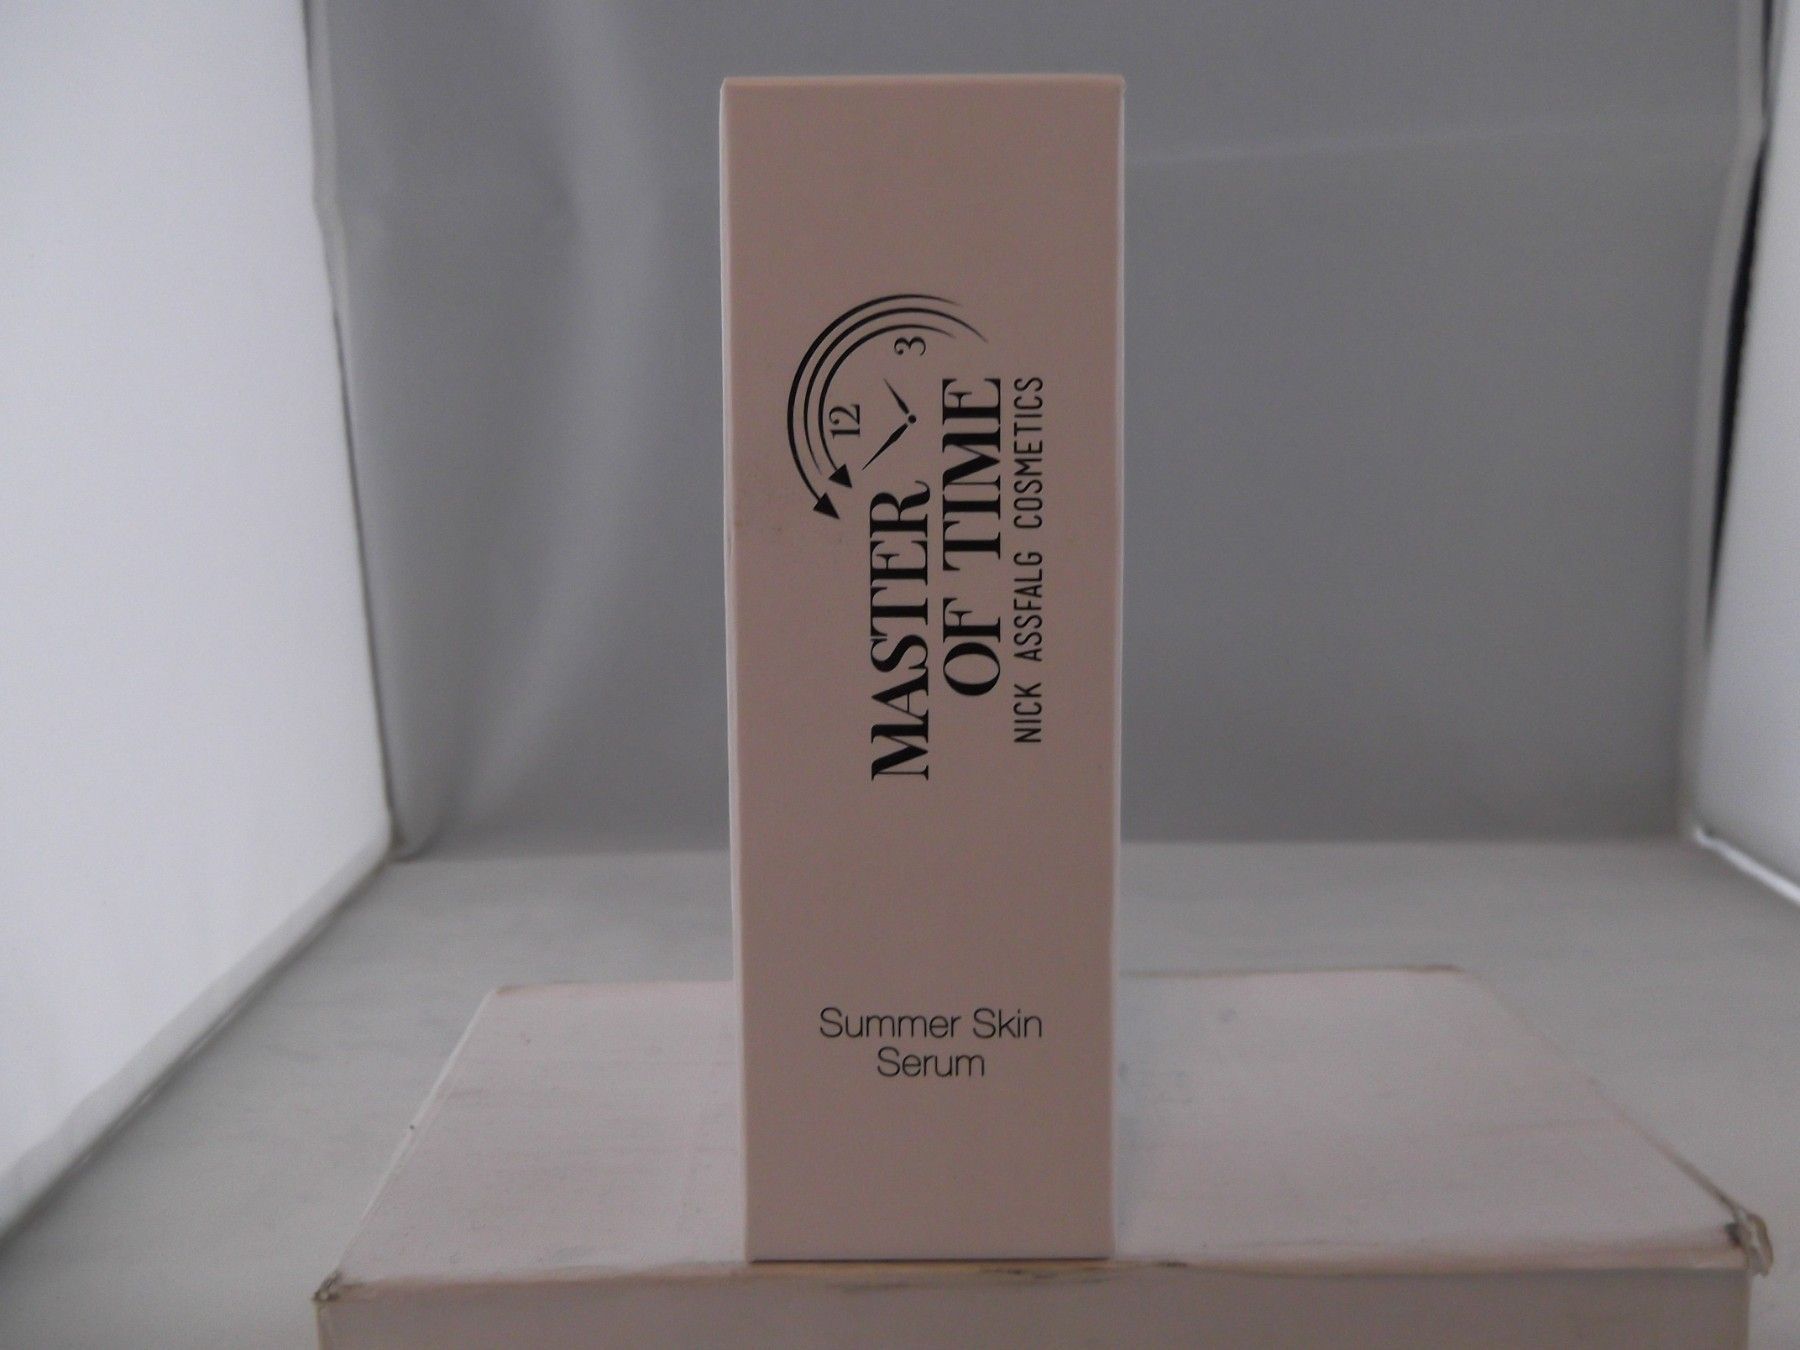 12
3
MASTER
OF TIME
NICK ASSFALG COSMETICS
Summer Skin
Serum